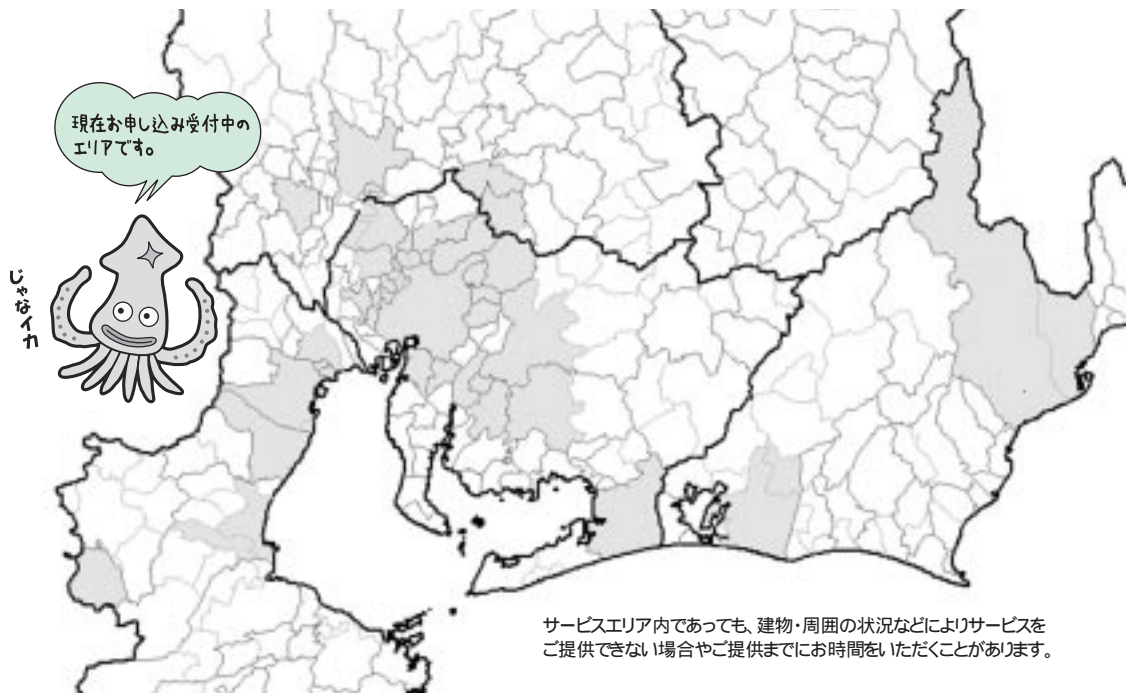 現在お申し込み受付中の
エリアです。
じゃなイカ
サービスエリア内であっても、建物・周囲の状況などによりサービスを
ご提供できない場合やご提供までにお時間をいただくことがあります。